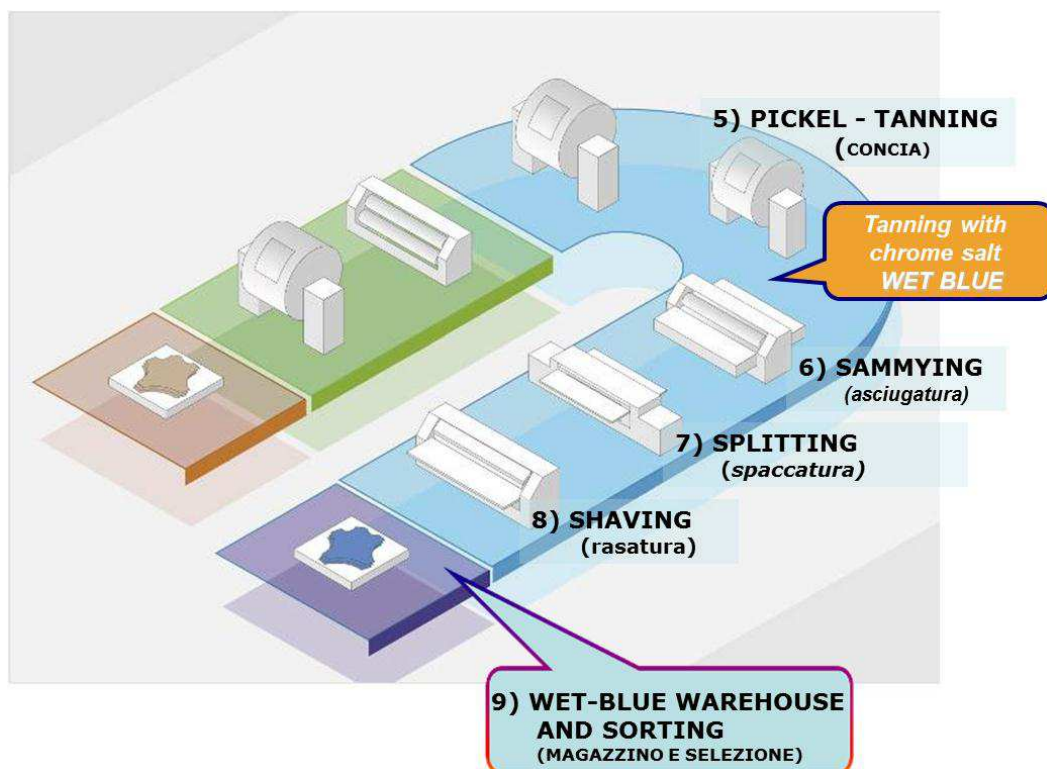 5) PICKEL - TANNING
(CONCIA)
Tanning with
chrome salt
WET BLUE
6) SAMMYING
(asciugatura)
7) SPLITTING
(spaccatura)
8) SHAVING
(rasatura)
9) WET-BLUE WAREHOUSE
AND SORTING
(MAGAZZINO E SELEZIONE)